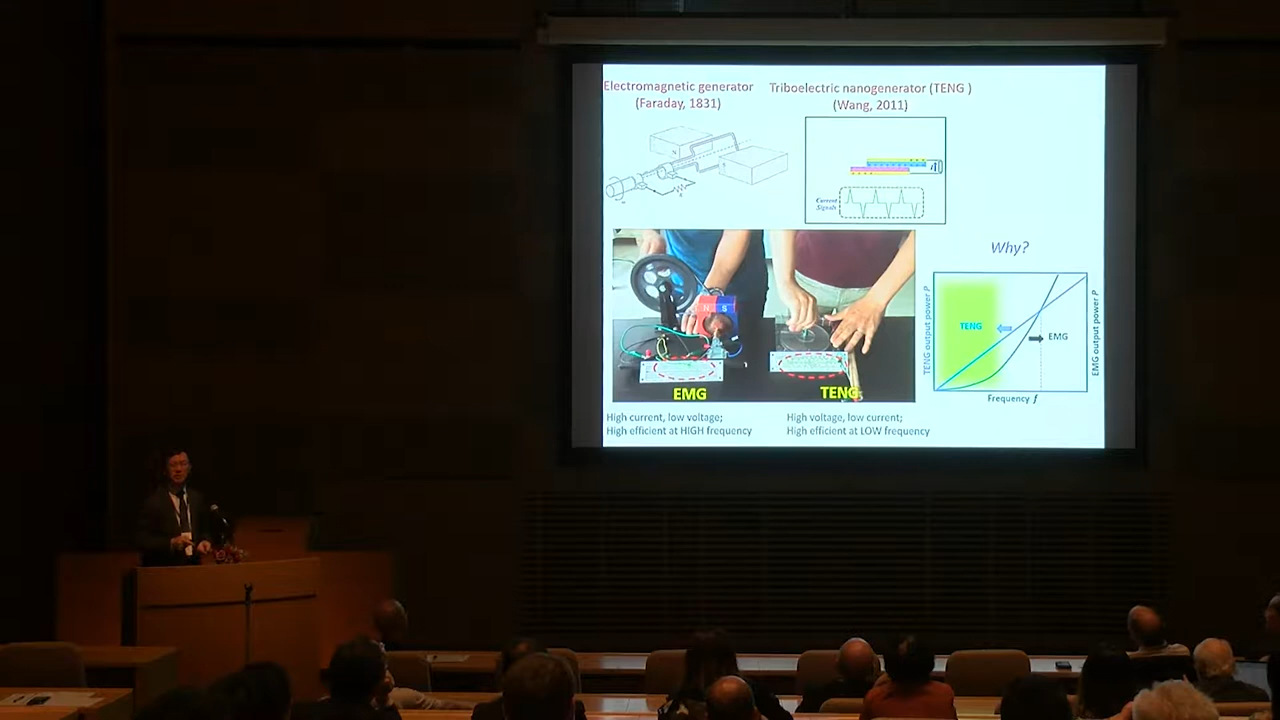 Electromagnetic generator
(Faraday, 1831)
Triboelectric nanogenerator (TENG )
(Wang, 2011)
N
Current
Signals
Why?
N S
EMG
TENG
High current, low voltage;
High efficient at HIGH frequency
High voltage, low current;
High efficient at LOW frequency
TENG output power P
TENG
EMG
EMG output power P
Frequency f